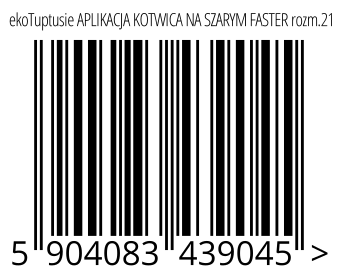 ekoTuptusie APLIKACJA KOTWICA NA SZARYM FASTER rozm.21
5 904083 439045 >